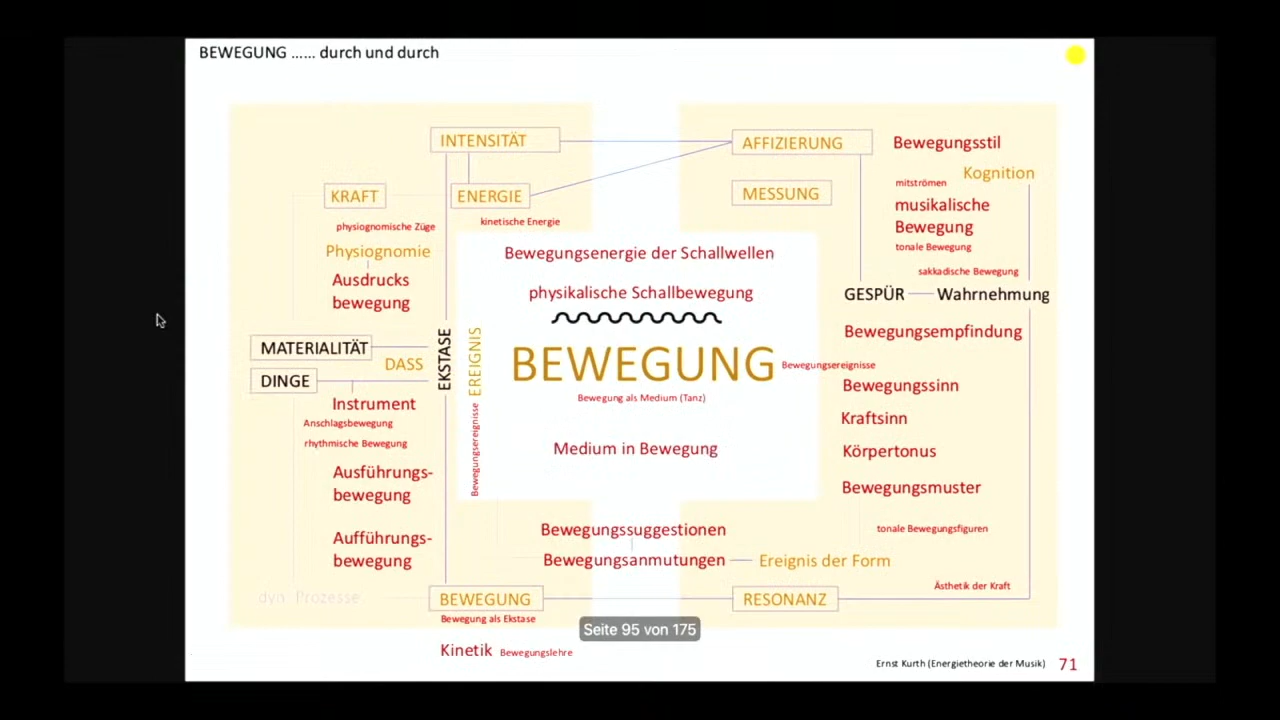 BEWEGUNG ...... durch und durch
INTENSITÄT
AFFIZIERUNG
Bewegungsstil
Kognition
mitströmen
KRAFT
ENERGIE
MESSUNG
musikalische
Bewegung
tonale Bewegung
physiognomische Züge
kinetische Energie
Physiognomie
Bewegungsenergie der Schallwellen
sakkadische Bewegung
Ausdrucks
bewegung
physikalische Schallbewegung
GESPÜR
Wahrnehmung
Bewegungsempfindung
MATERIALITÄT
DASS
DINGE
EKSTASE
EREIGNIS
BEWEGUNG
Bewegungsereignisse
Bewegungssinn
Bewegung als Medium (Tanz)
Instrument
Anschlagsbewegung
rhythmische Bewegung
Bewegungsereignisse
Kraftsinn
Medium in Bewegung
Körpertonus
Ausführungs-
bewegung
Bewegungsmuster
Aufführungs-
bewegung
Bewegungssuggestionen
tonale Bewegungsfiguren
Bewegungsanmutungen
Ereignis der Form
Ästhetik der Kraft
dyn. Prozesse
BEWEGUNG
RESONANZ
Bewegung als Ekstase
Seite 95 von 175
Kinetik Bewegungslehre
Ernst Kurth (Energietheorie der Musik) 71